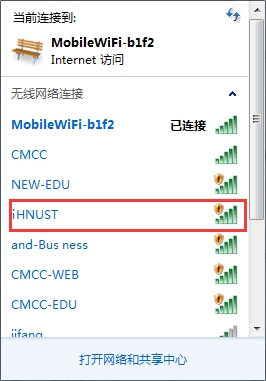 当前连接到:
MobileWiFi-b1f2
Internet 访问
无线网络连接
MobileWiFi-b1f2 已连接
CMCC
NEW-EDU
iHNUST
and-Bus ness
CMCC-WEB
CMCC-EDU
打开网络和共享中心